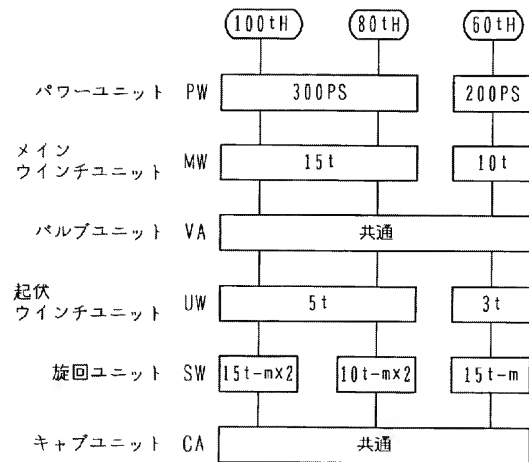 100tH 80tH 60tH
パワーユニット PW 300PS 200PS
メイン
ウインチユニット MW 15t 10t
バルブユニット VA 共通
起伏
ウインチユニット UW 5t 3t
旋回ユニット SW 15t-m×2 10t-m×2 15t-m
キャブユニット CA 共通